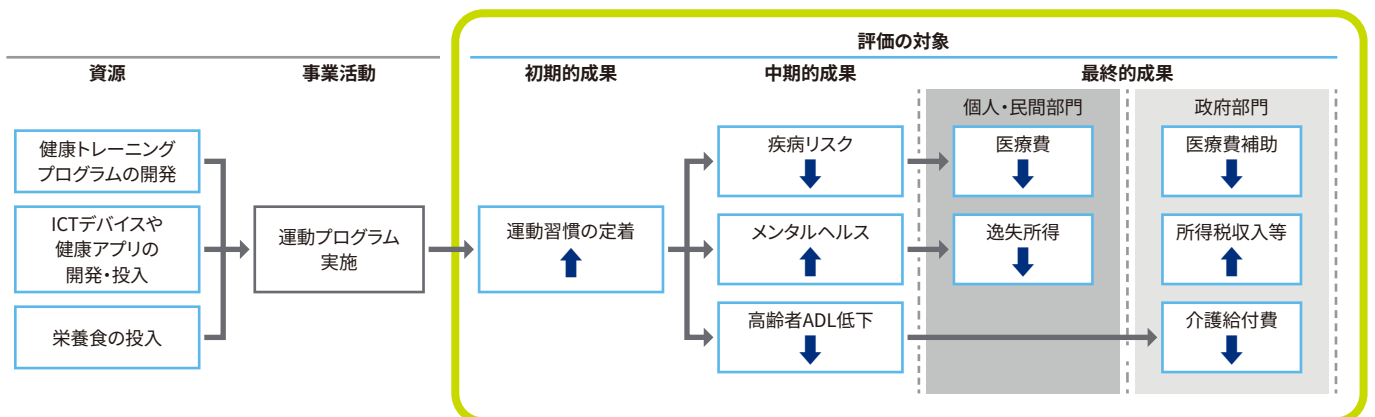 評価の対象
資源
事業活動
初期的成果
中期的成果
最終的成果
個人・民間部門
政府部門
健康トレーニング
プログラムの開発
ICTデバイスや
健康アプリの
開発・投入
栄養食の投入
運動プログラム
実施
運動習慣の定着
疾病リスク
メンタルヘルス
高齢者ADL低下
医療費
逸失所得
医療費補助
所得税収入等
介護給付費